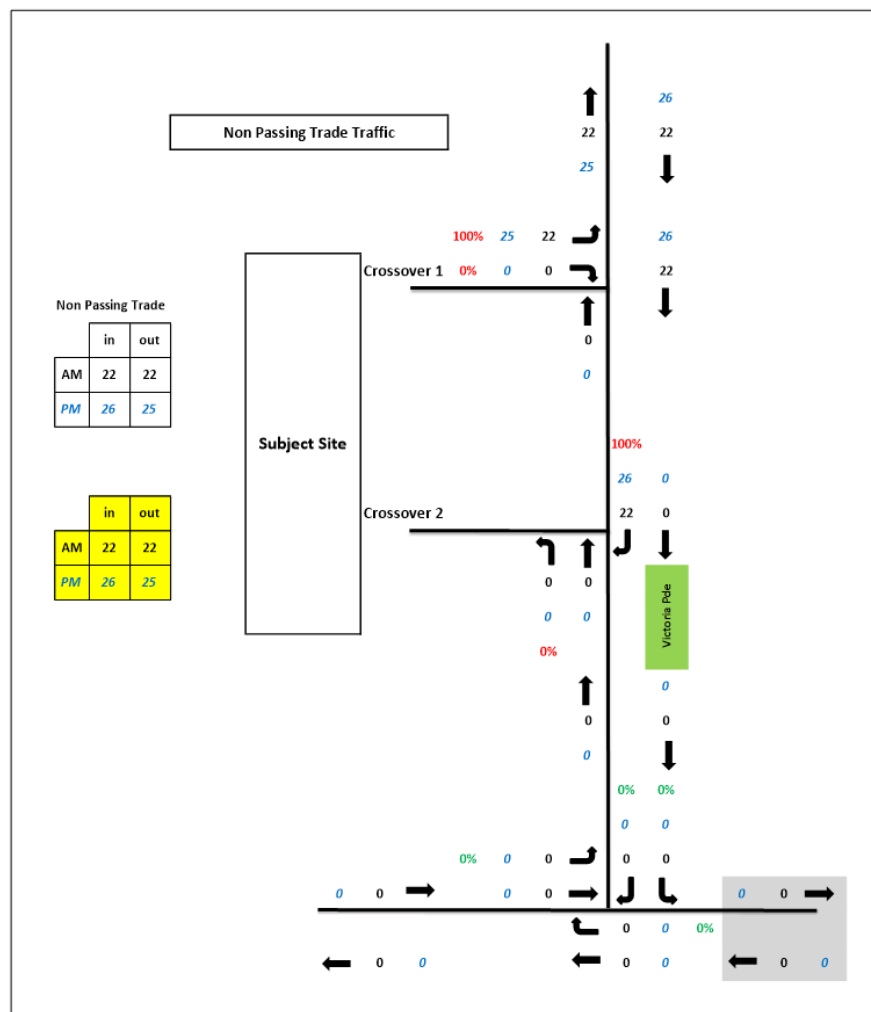 26
Non Passing Trade Traffic 22 22
25
100% 25 22 26
Crossover 1 0% 0 0 22
Non Passing Trade
in out 0
AM 22 22 0
PM 26 25
Subject Site 100%
26 0
in out Crossover 2 22 0
AM 22 22
PM 26 25 0 0
0 0 Victoria Pde
0%
0
0 0
0
0% 0%
0 0
0% 0 0 0 0
0 0 0 0 0 0
0 0 0%
0 0 0 0 0 0